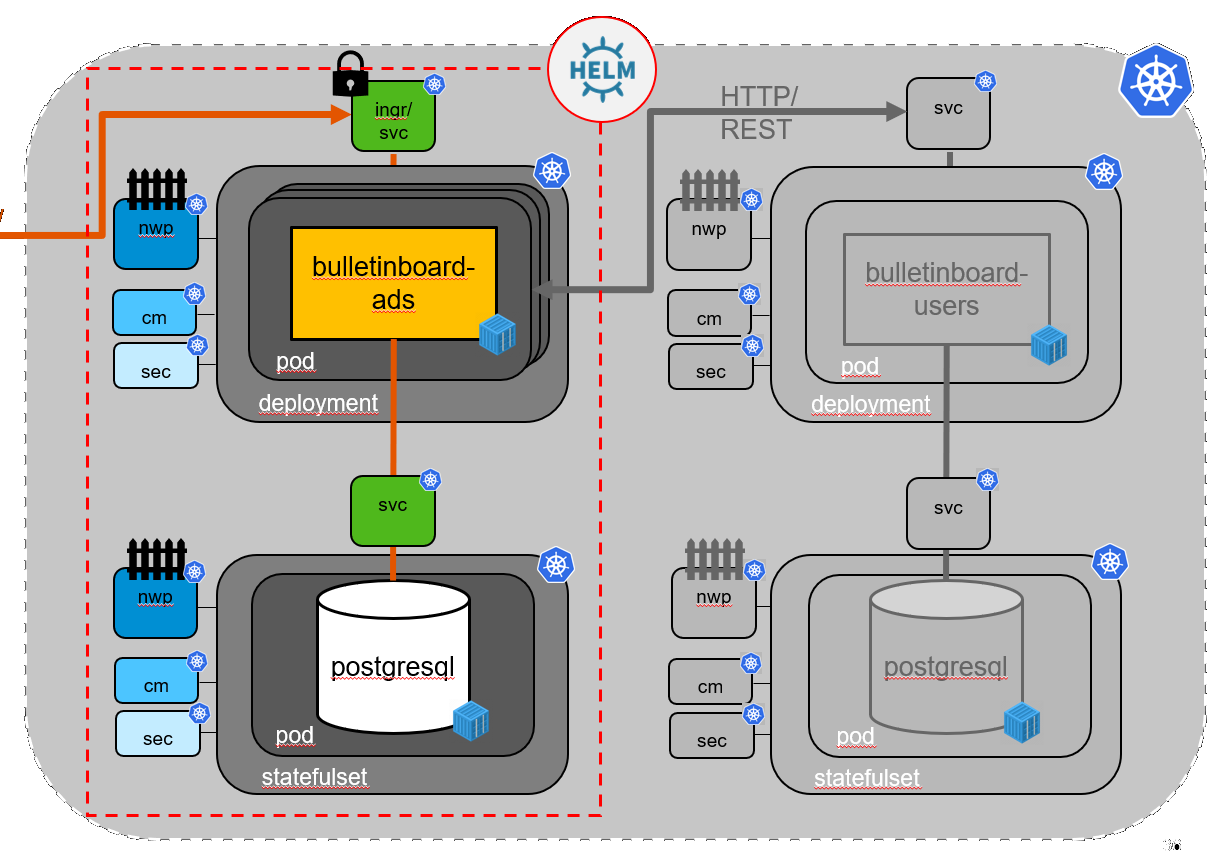 HELM
HTTP/
REST
ingr/
svc
svc
nwp
cm
sec
bulletinboard-
ads
pod
deployment
nwp
cm
sec
bulletinboard-
users
pod
deployment
svc
svc
nwp
cm
sec
postgresql
pod
statefulset
nwp
cm
sec
postgresql
pod
statefulset